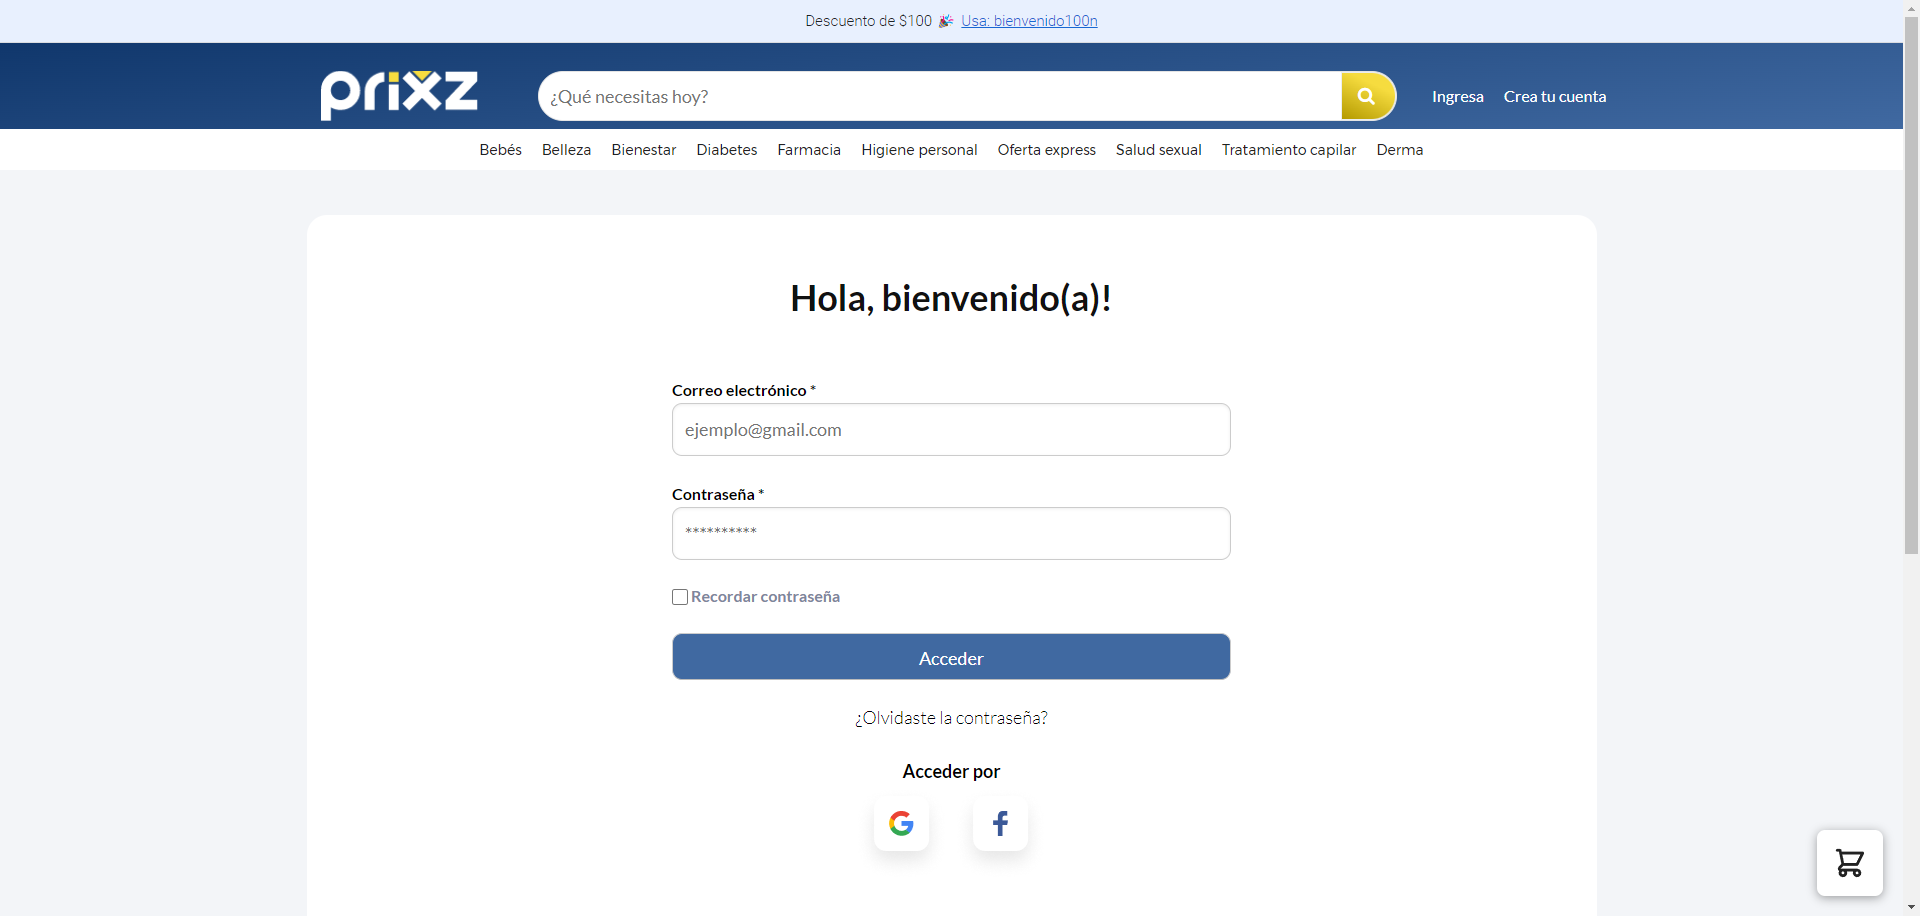 Descuento de $100 🎉 Usa: bienvenido100n
prixz
¿Qué necesitas hoy?
Ingresa
Crea tu cuenta
Bebés
Belleza
Bienestar
Diabetes
Farmacia
Higiene personal
Oferta express
Salud sexual
Tratamiento capilar
Derma
Hola, bienvenido(a)!
Correo electrónico *
ejemplo@gmail.com
Contraseña *
**********
Recordar contraseña
Acceder
¿Olvidaste la contraseña?
Acceder por